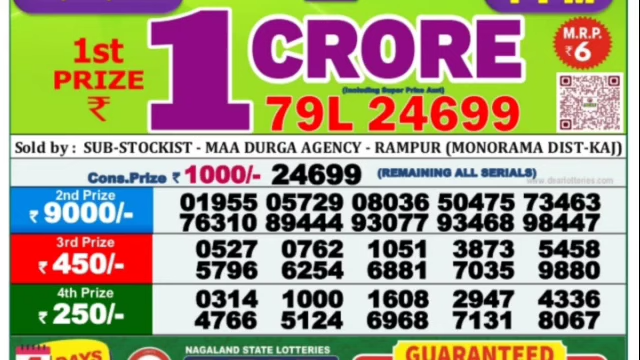 1st
PRIZE
₹
1 CRORE
(Including Super Prize Amt)
79L 24699
M.R.P.
₹6
Sold by : SUB-STOCKIST - MAA DURGA AGENCY - RAMPUR (MONORAMA DIST-KAJ)
Cons.Prize ₹ 1000/- 24699 (REMAINING ALL SERIALS)
www.dearlotteries.com
2nd Prize
₹ 9000/-
01955 05729 08036 50475 73463
76310 89444 93077 93468 98447
3rd Prize
₹ 450/-
0527 0762 1051 3873 5458
5796 6254 6881 7035 9880
4th Prize
₹ 250/-
0314 1000 1608 2947 4336
4766 5124 6968 7131 8067
DAYS
NAGALAND STATE LOTTERIES
GUARANTEED